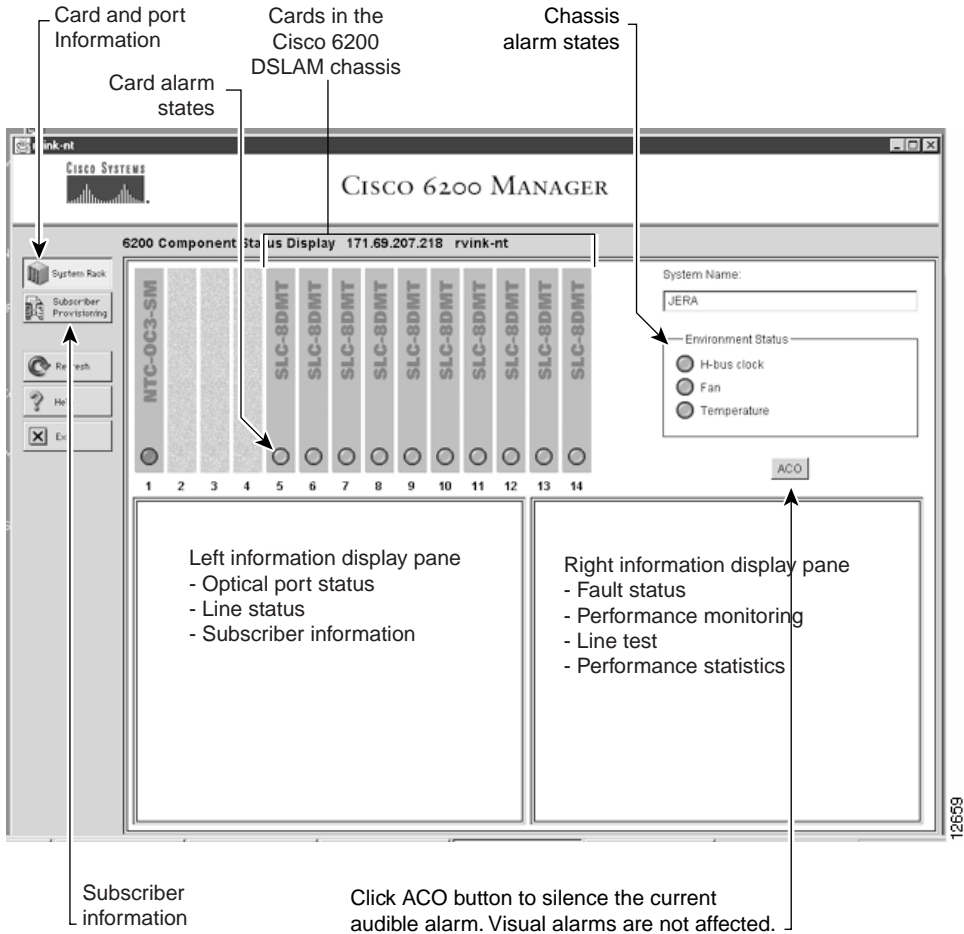 Card and port
Information
Cards in the
Cisco 6200
DSLAM chassis
Chassis
alarm states
Card alarm
states
CISCO SYSTEMS
CISCO 6200 MANAGER
6200 Component Status Display 171.69.207.218 rvink-nt
System Rack
Subscriber
Provisioning
NTC-OC3-SM
SLC-8DMT
SLC-8DMT
SLC-8DMT
SLC-8DMT
SLC-8DMT
SLC-8DMT
SLC-8DMT
SLC-8DMT
SLC-8DMT
SLC-8DMT
1 2 3 4 5 6 7 8 9 10 11 12 13 14
System Name:
JERA
Environment Status
H-bus clock
Fan
Temperature
ACO
Left information display pane
- Optical port status
- Line status
- Subscriber information
Right information display pane
- Fault status
- Performance monitoring
- Line test
- Performance statistics
12659
Subscriber
information
Click ACO button to silence the current
audible alarm. Visual alarms are not affected.